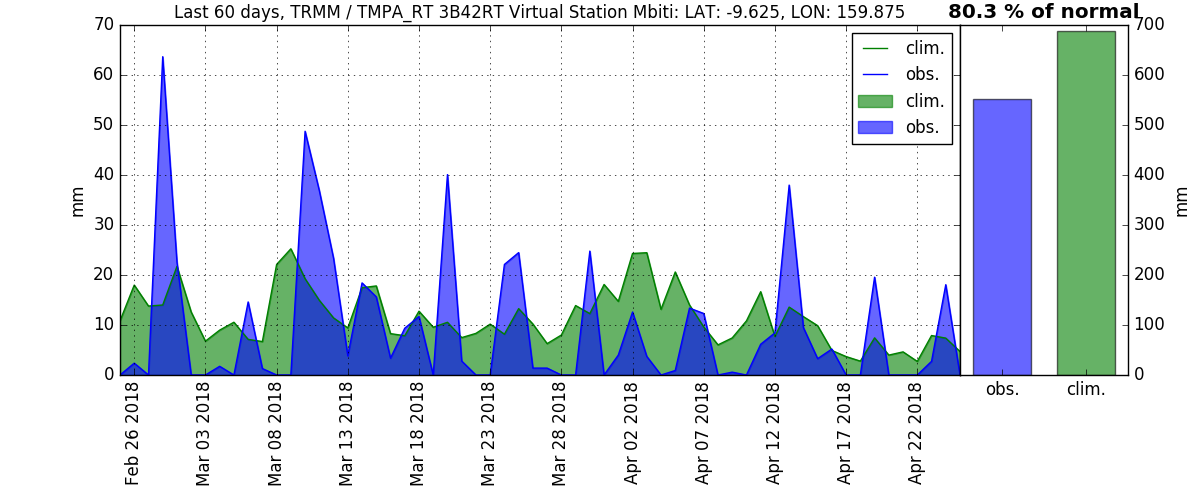 Last 60 days, TRMM / TMPA_RT 3B42RT Virtual Station Mbiti: LAT: -9.625, LON: 159.875
80.3 % of normal
70
60
50
40
30
20
10
0
mm
clim.
obs.
clim.
obs.
700
600
500
400
300
200
100
0
mm
Feb 26 2018
Mar 03 2018
Mar 08 2018
Mar 13 2018
Mar 18 2018
Mar 23 2018
Mar 28 2018
Apr 02 2018
Apr 07 2018
Apr 12 2018
Apr 17 2018
Apr 22 2018
obs.
clim.